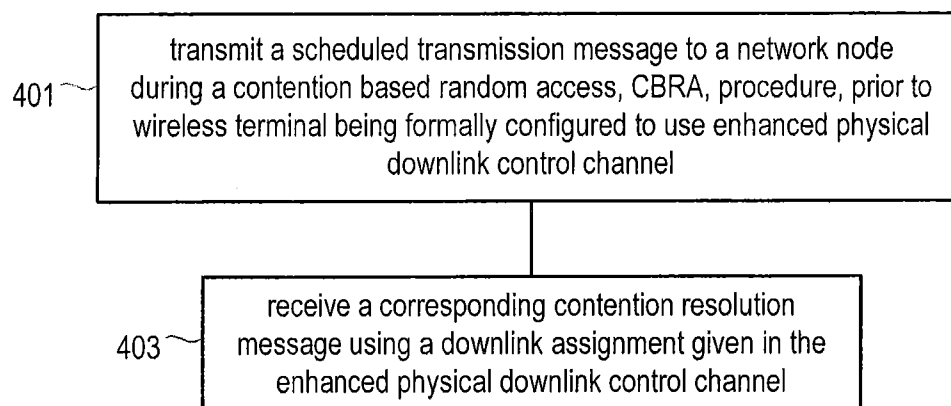 transmit a scheduled transmission message to a network node
during a contention based random access, CBRA, procedure, prior to
wireless terminal being formally configured to use enhanced physical
downlink control channel
401
receive a corresponding contention resolution
message using a downlink assignment given in the
enhanced physical downlink control channel
403